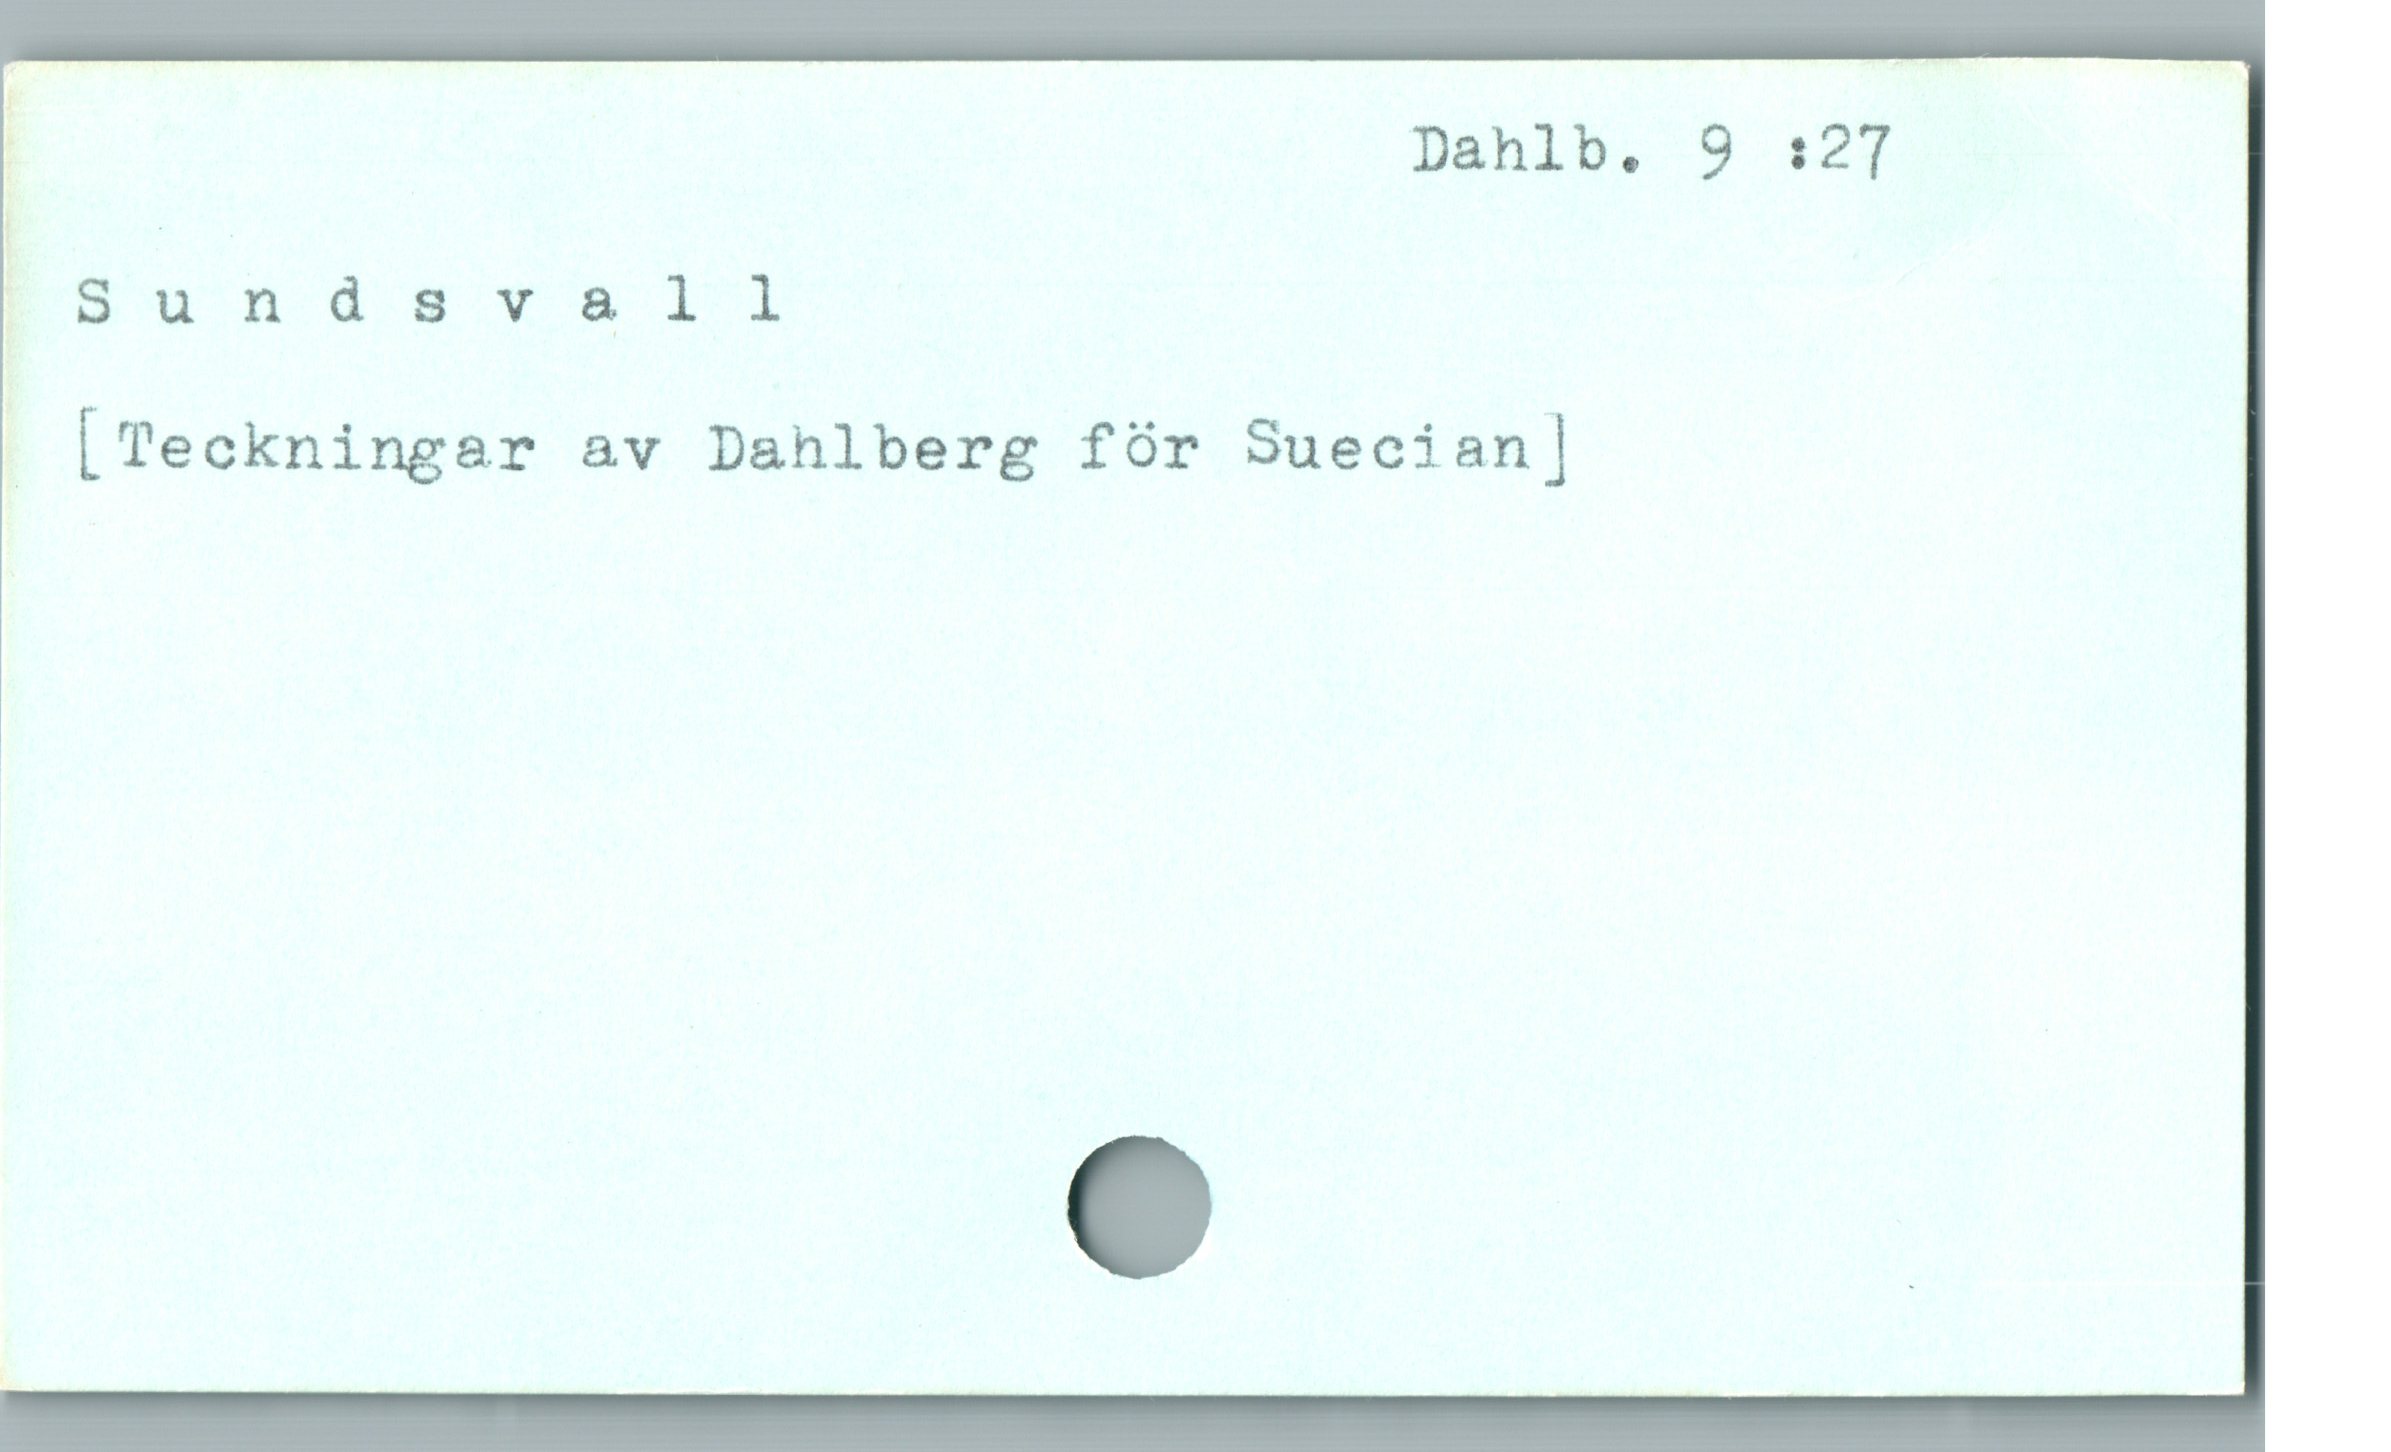 Dahlb. 9 :27
S u n d s v a l l
[Teckningar av Dahlberg för Suecian]